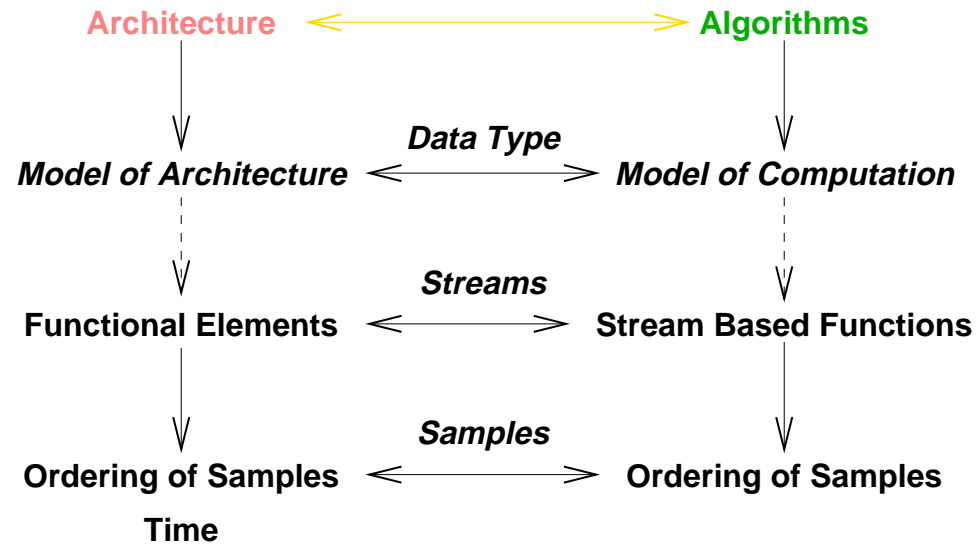 Architecture
Algorithms
Data Type
Model of Architecture
Model of Computation
Streams
Functional Elements
Stream Based Functions
Samples
Ordering of Samples
Ordering of Samples
Time